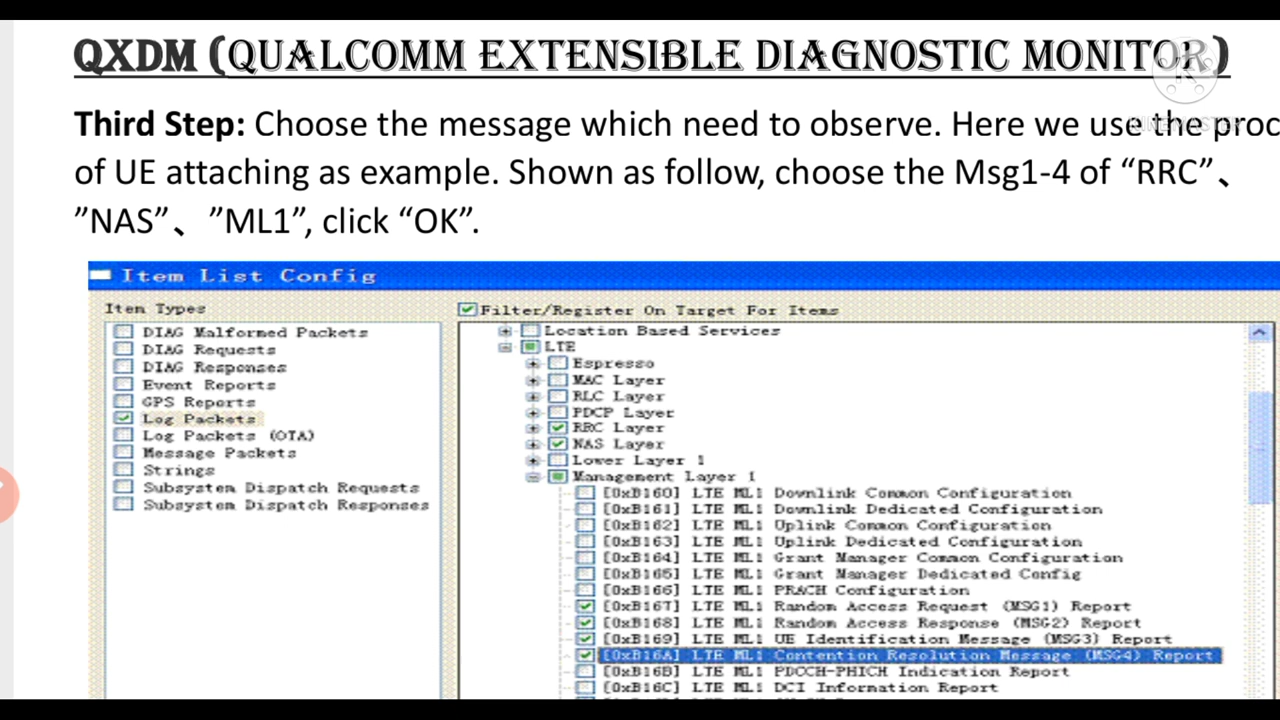 QXDM (QUALCOMM EXTENSIBLE DIAGNOSTIC MONITOR)
KINEMASTER
Third Step: Choose the message which need to observe. Here we use the proc
of UE attaching as example. Shown as follow, choose the Msg1-4 of “RRC”、
”NAS”、 ”ML1”, click “OK”.
Item List Config
Item Types
DIAG Malformed Packets
DIAG Requests
DIAG Responses
Event Reports
GPS Reports
Log Packets
Log Packets (OTA)
Message Packets
Strings
Subsystem Dispatch Requests
Subsystem Dispatch Responses
Filter/Register On Target For Items
Location Based Services
LTE
Espresso
MAC Layer
RLC Layer
PDCP Layer
RRC Layer
NAS Layer
Lower Layer 1
Management Layer 1
[0xB160] LTE ML1 Downlink Common Configuration
[0xB161] LTE ML1 Downlink Dedicated Configuration
[0xB162] LTE ML1 Uplink Common Configuration
[0xB163] LTE ML1 Uplink Dedicated Configuration
[0xB164] LTE ML1 Grant Manager Common Configuration
[0xB165] LTE ML1 Grant Manager Dedicated Config
[0xB166] LTE ML1 PRACH Configuration
[0xB167] LTE ML1 Random Access Request (MSG1) Report
[0xB168] LTE ML1 Random Access Response (MSG2) Report
[0xB169] LTE ML1 UE Identification Message (MSG3) Report
[0xB16A] LTE ML1 Contention Resolution Message (MSG4) Report
[0xB16B] LTE ML1 PDCCH-PHICH Indication Report
[0xB16C] LTE ML1 DCI Information Report